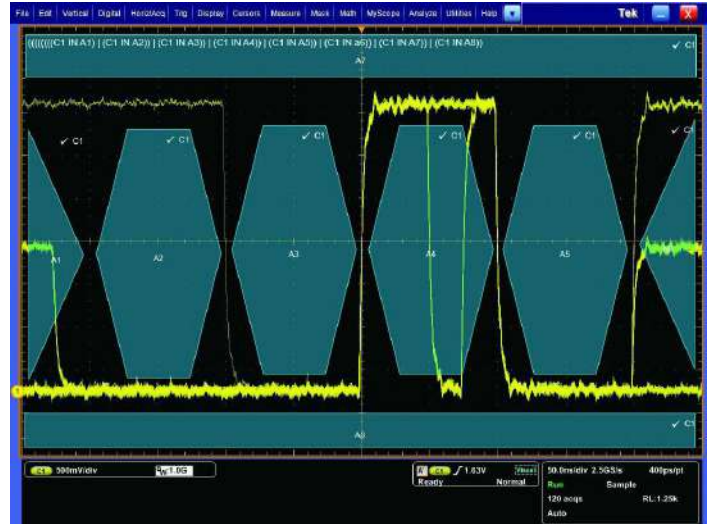 File Edit Vertical Digital Horiz/Acq Trig Display Cursors Measure Mask Math MyScope Analyze Utilities Help Tek X
((((((((C1 IN A1) | (C1 IN A2)) | (C1 IN A3)) | (C1 IN A4)) | (C1 IN A5)) | (C1 IN a6)) | (C1 IN A7)) | (C1 IN A8)) ✓ C1
A7
✓ C1 ✓ C1 ✓ C1 ✓ C1 ✓ C1 ✓ C
A1 A2 A3 A4 A5
✓ C1
A8
C1 500mV/div 1.0G
A' C1 1.63V Visual
Ready Normal
50.0ns/div 2.5GS/s 400ps/pt
Run Sample
120 acqs RL:1.25k
Auto